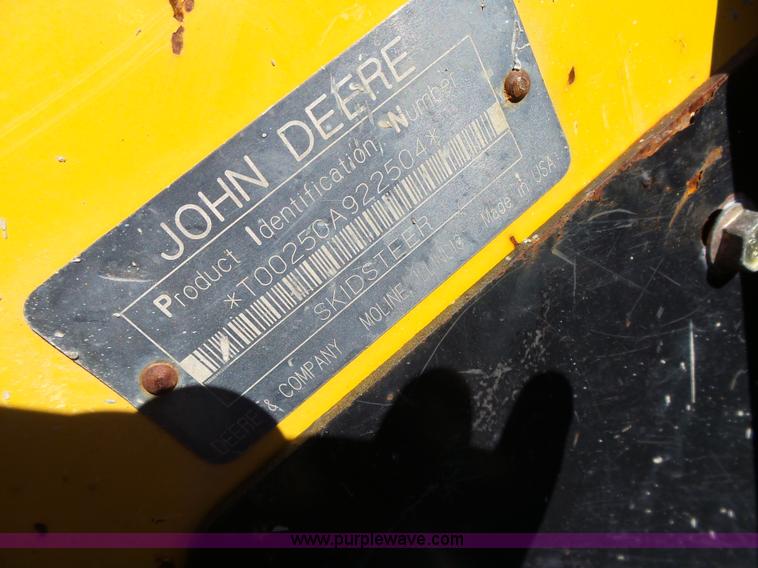 JOHN DEERE
Product Identification Number
*T00250A922504*
SKIDSTEER
DEERE & COMPANY MOLINE, ILLINOIS Made in USA
www.purplewave.com